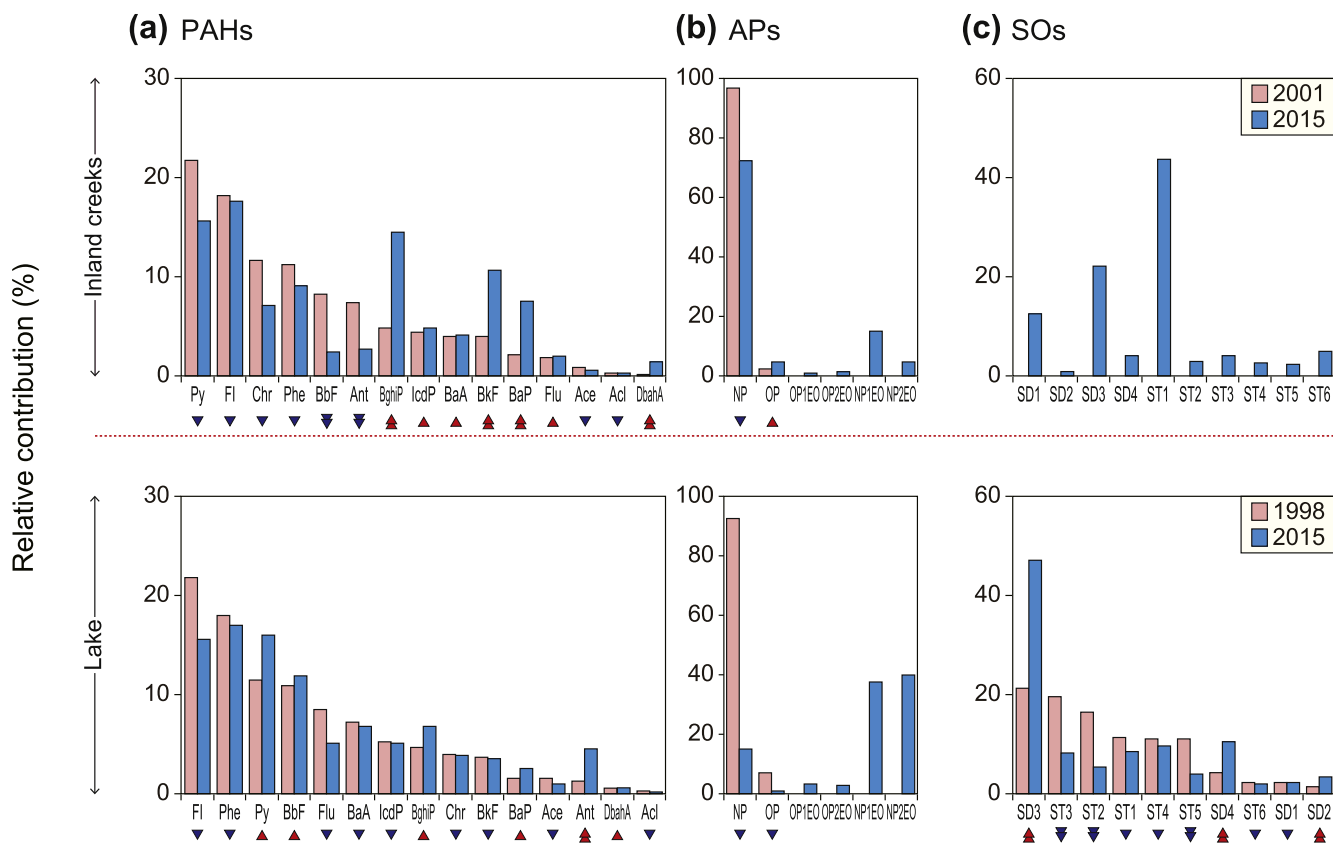 (a) PAHs
(b) APs
(c) SOs
Relative contribution (%)
Inland creeks
30
20
10
0
Py Fl Chr Phe BbF Ant BghiP IcdP BaA BkF BaP Flu Ace Acl DbahA
100
80
60
40
20
0
NP OP OP1EO OP2EO NP1EO NP2EO
60
40
20
0
2001
2015
SD1 SD2 SD3 SD4 ST1 ST2 ST3 ST4 ST5 ST6
Lake
30
20
10
0
Fl Phe Py BbF Flu BaA IcdP BghiP Chr BkF BaP Ace Ant DbahA Acl
100
80
60
40
20
0
NP OP OP1EO OP2EO NP1EO NP2EO
60
40
20
0
1998
2015
SD3 ST3 ST2 ST1 ST4 ST5 SD4 ST6 SD1 SD2